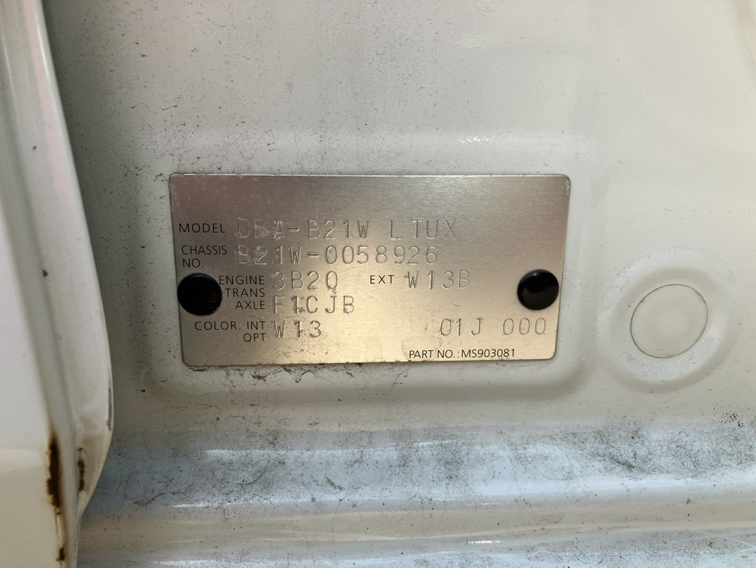 MODEL DBA-B21W LTUX
CHASSIS NO. B21W-0058926
ENGINE 3B20 EXT W13B
TRANS AXLE F1CJB
COLOR. INT OPT W13 01J 000
PART NO.: MS903081